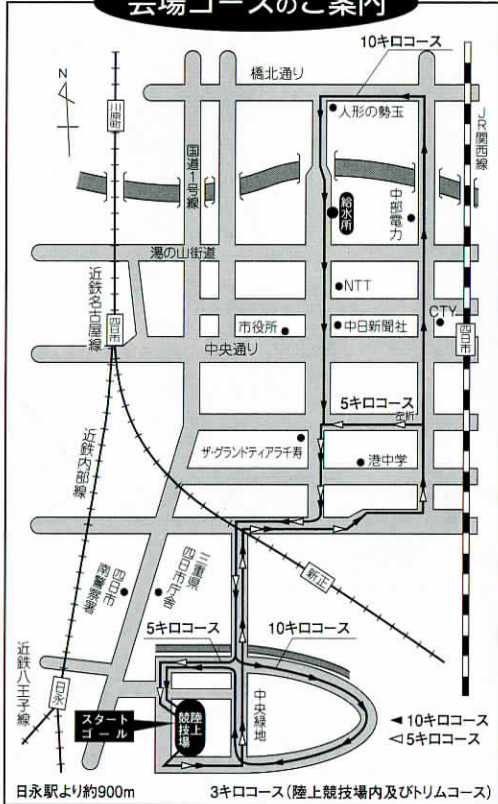 会場コースのご案内
10キロコース
橋北通り
N
人形の勢玉
川原町
国道1号線
JR関西線
給水所
中部電力
湯の山街道
NTT
近鉄名古屋線
四日市
市役所
中日新聞社
CTY
四日市
中央通り
5キロコース
左折
近鉄内部線
ザ・グランドティアラ千寿
港中学
四日市南警察署
三重県四日市庁舎
新正
5キロコース
10キロコース
近鉄八王子線
日永
中央緑地
スタート
ゴール
陸上競技場
10キロコース
5キロコース
日永駅より約900m
3キロコース(陸上競技場内及びトリムコース)